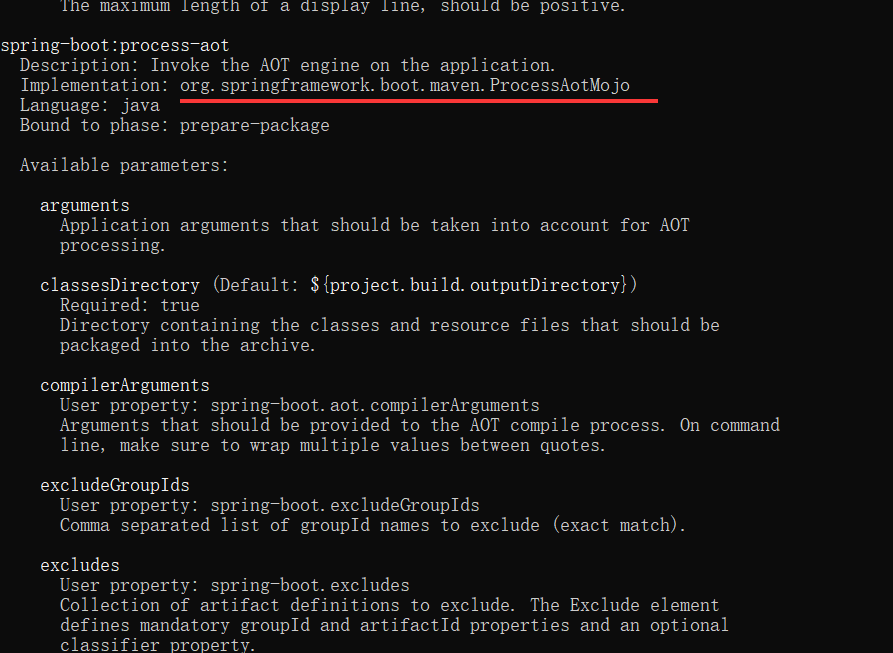 The maximum length of a display line, should be positive.
spring-boot:process-aot
Description: Invoke the AOT engine on the application.
Implementation: org.springframework.boot.maven.ProcessAotMojo
Language: java
Bound to phase: prepare-package
Available parameters:
arguments
Application arguments that should be taken into account for AOT
processing.
classesDirectory (Default: ${project.build.outputDirectory})
Required: true
Directory containing the classes and resource files that should be
packaged into the archive.
compilerArguments
User property: spring-boot.aot.compilerArguments
Arguments that should be provided to the AOT compile process. On command
line, make sure to wrap multiple values between quotes.
excludeGroupIds
User property: spring-boot.excludeGroupIds
Comma separated list of groupId names to exclude (exact match).
excludes
User property: spring-boot.excludes
Collection of artifact definitions to exclude. The Exclude element
defines mandatory groupId and artifactId properties and an optional
classifier property.